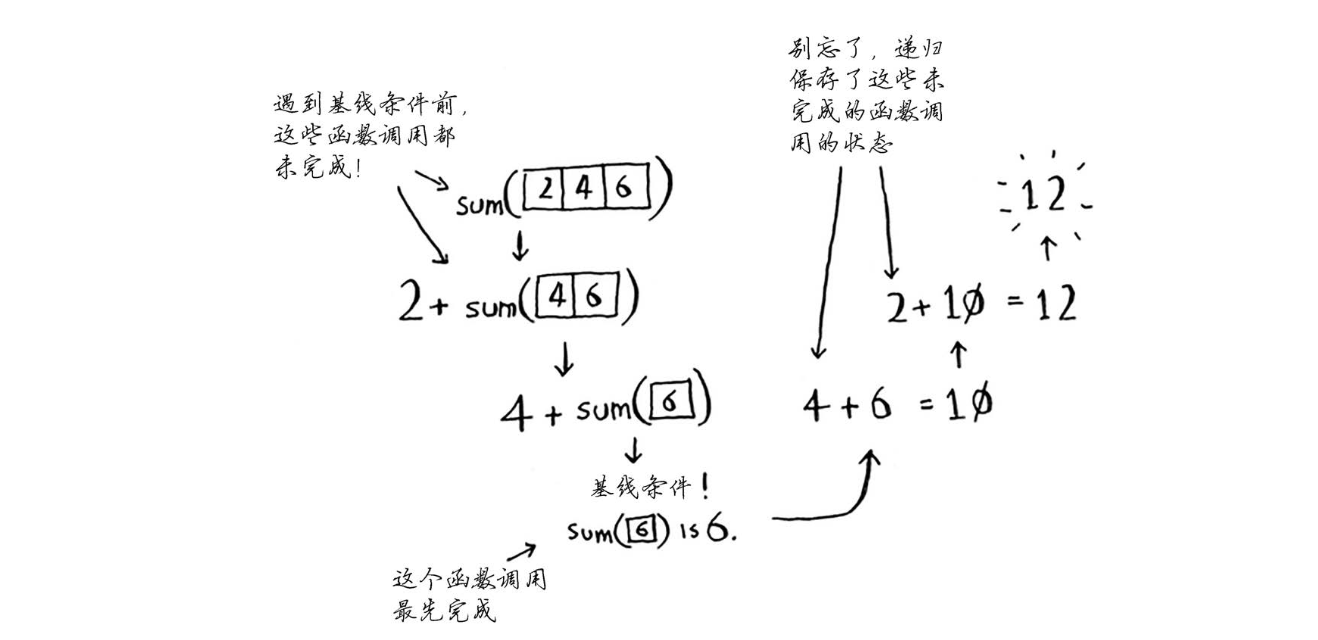 遇到基线条件前，
这些函数调用都
未完成！
sum([2 4 6])
2 + sum([4 6])
4 + sum([6])
基线条件！
sum([6]) is 6.
这个函数调用
最先完成
别忘了，递归
保存了这些未
完成的函数调
用的状态
12
2 + 10 = 12
4 + 6 = 10